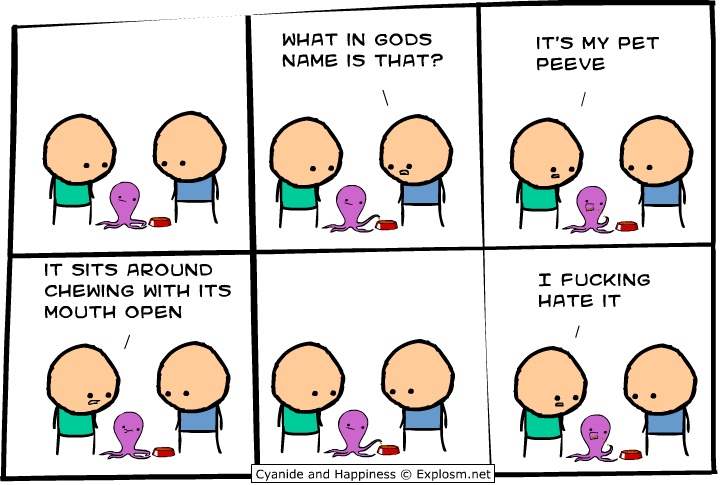 WHAT IN GODS
NAME IS THAT?
IT'S MY PET
PEEVE
IT SITS AROUND
CHEWING WITH ITS
MOUTH OPEN
I FUCKING
HATE IT
Cyanide and Happiness © Explosm.net